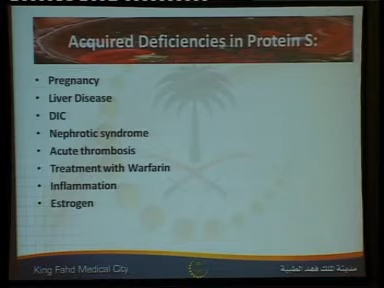 Acquired Deficiencies in Protein S:
• Pregnancy
• Liver Disease
• DIC
• Nephrotic syndrome
• Acute thrombosis
• Treatment with Warfarin
• Inflammation
• Estrogen
King Fahd Medical City
مدينة الملك فهد الطبية